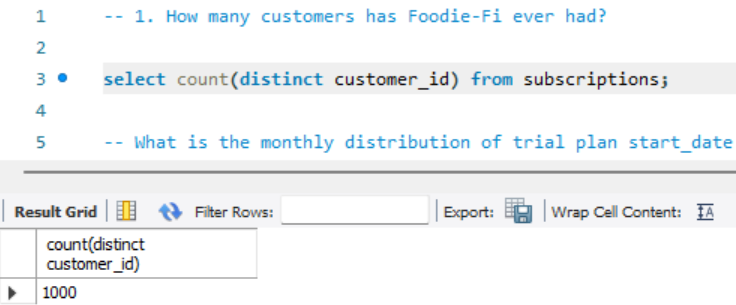 1 -- 1. How many customers has Foodie-Fi ever had?
2
3 select count(distinct customer_id) from subscriptions;
4
5 -- What is the monthly distribution of trial plan start_date
Result Grid Filter Rows: Export: Wrap Cell Content: IA
count(distinct
customer_id)
1000